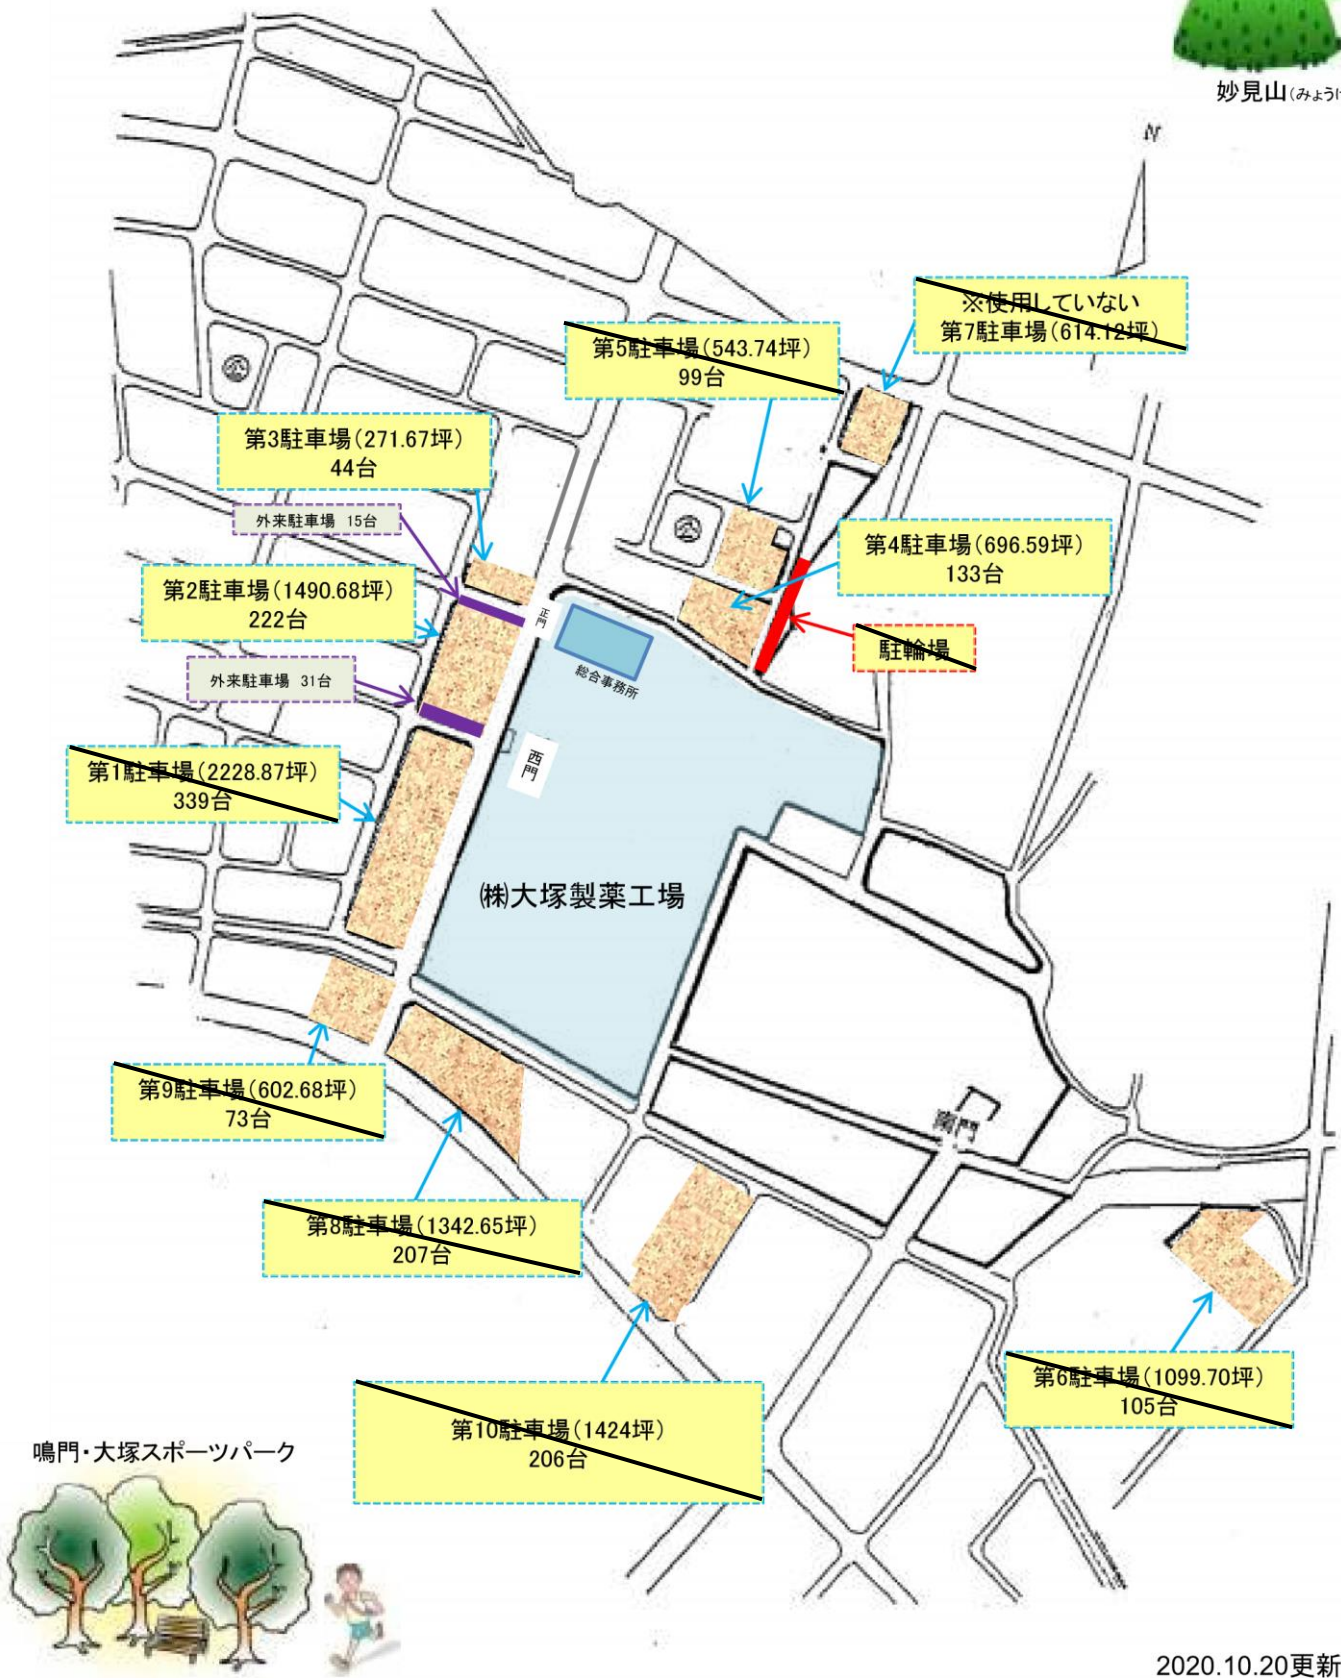 妙見山(みょうけ
N
※使用していない
第7駐車場(614.12坪)
第5駐車場(543.74坪)
99台
公
第3駐車場(271.67坪)
44台
外来駐車場 15台
公
第4駐車場(696.59坪)
133台
第2駐車場(1490.68坪)
222台
正門
駐輪場
総合事務所
外来駐車場 31台
西門
第1駐車場(2228.87坪)
339台
㈱大塚製薬工場
第9駐車場(602.68坪)
73台
南門
第8駐車場(1342.65坪)
207台
第6駐車場(1099.70坪)
105台
第10駐車場(1424坪)
206台
鳴門・大塚スポーツパーク
2020.10.20更新